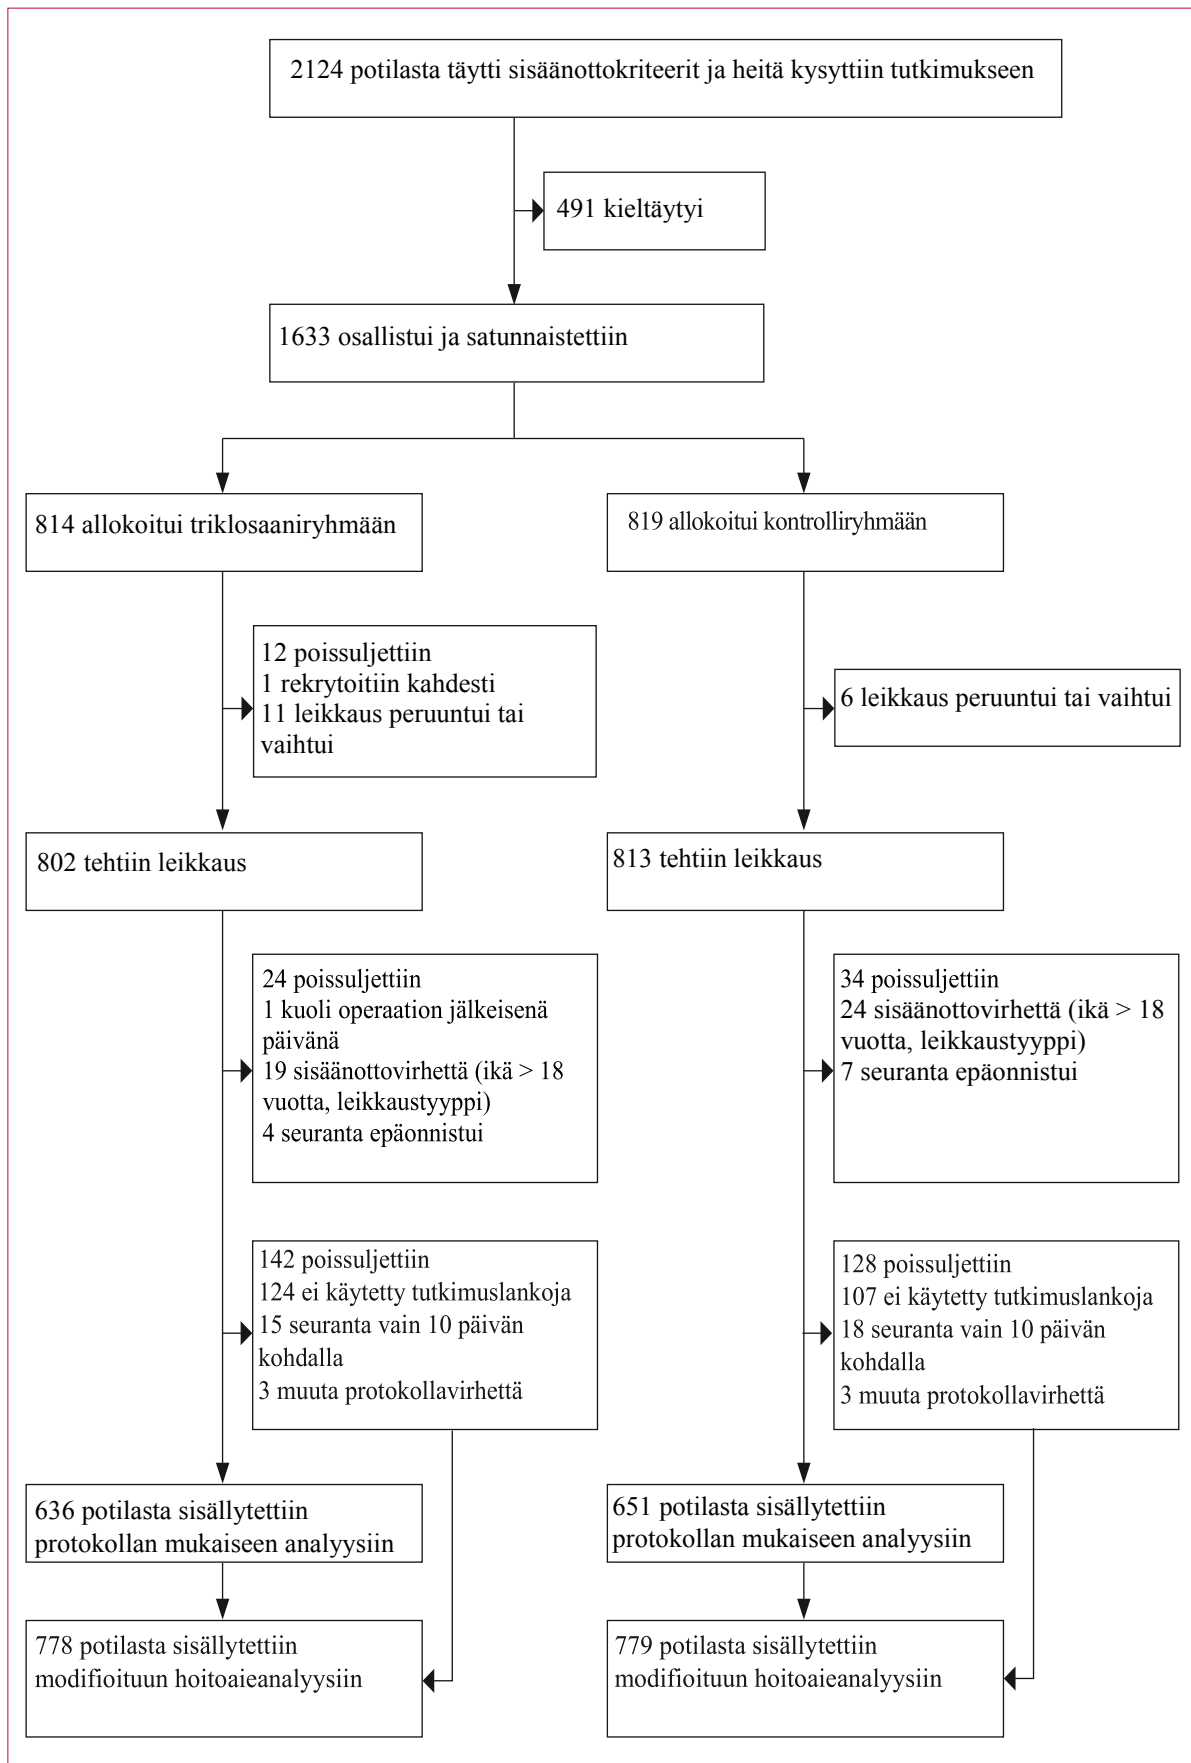 2124 potilasta täytti sisäänottokriteerit ja heitä kysyttiin tutkimukseen
491 kieltäytyi
1633 osallistui ja satunnaistettiin
814 allokoitui triklosaaniryhmään
819 allokoitui kontrolliryhmään
12 poissuljettiin
1 rekrytoitiin kahdesti
11 leikkaus peruuntui tai
vaihtui
6 leikkaus peruuntui tai vaihtui
802 tehtiin leikkaus
813 tehtiin leikkaus
24 poissuljettiin
1 kuoli operaation jälkeisenä
päivänä
19 sisäänottovirhettä (ikä > 18
vuotta, leikkaustyyppi)
4 seuranta epäonnistui
34 poissuljettiin
24 sisäänottovirhettä (ikä > 18
vuotta, leikkaustyyppi)
7 seuranta epäonnistui
142 poissuljettiin
124 ei käytetty tutkimuslankoja
15 seuranta vain 10 päivän
kohdalla
3 muuta protokollavirhettä
128 poissuljettiin
107 ei käytetty tutkimuslankoja
18 seuranta vain 10 päivän
kohdalla
3 muuta protokollavirhettä
636 potilasta sisällytettiin
protokollan mukaiseen analyysiin
651 potilasta sisällytettiin
protokollan mukaiseen analyysiin
778 potilasta sisällytettiin
modifioituun hoitoaieanalyysiin
779 potilasta sisällytettiin
modifioituun hoitoaieanalyysiin